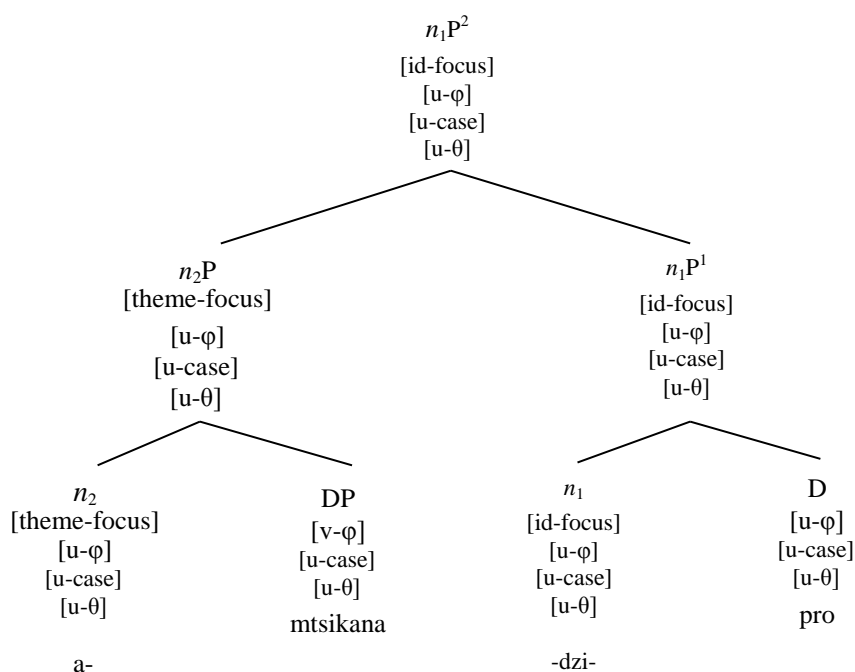 n₁P²
[id-focus]
[u-φ]
[u-case]
[u-θ]
n₂P
[theme-focus]
[u-φ]
[u-case]
[u-θ]
n₁P¹
[id-focus]
[u-φ]
[u-case]
[u-θ]
n₂
[theme-focus]
[u-φ]
[u-case]
[u-θ]
a-
DP
[v-φ]
[u-case]
[u-θ]
mtsikana
n₁
[id-focus]
[u-φ]
[u-case]
[u-θ]
-dzi-
D
[u-φ]
[u-case]
[u-θ]
pro